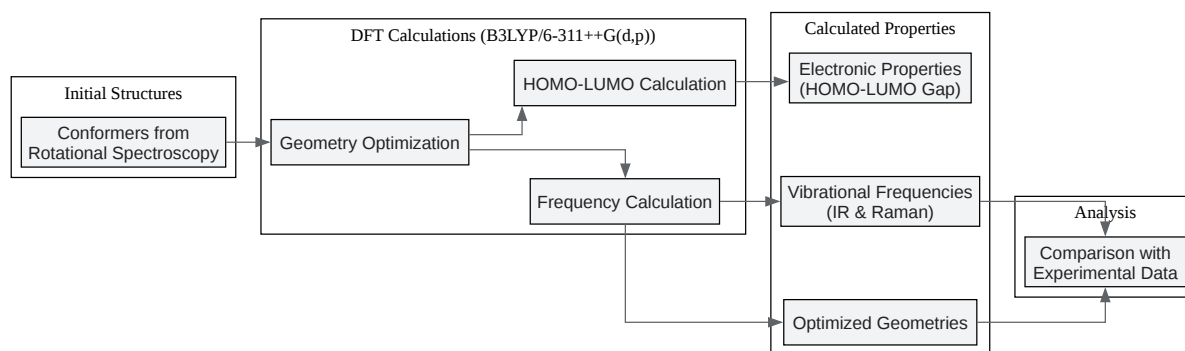 Initial Structures
Conformers from
Rotational Spectroscopy
DFT Calculations (B3LYP/6-311++G(d,p))
Geometry Optimization
HOMO-LUMO Calculation
Frequency Calculation
Calculated Properties
Electronic Properties
(HOMO-LUMO Gap)
Vibrational Frequencies
(IR & Raman)
Optimized Geometries
Analysis
Comparison with
Experimental Data